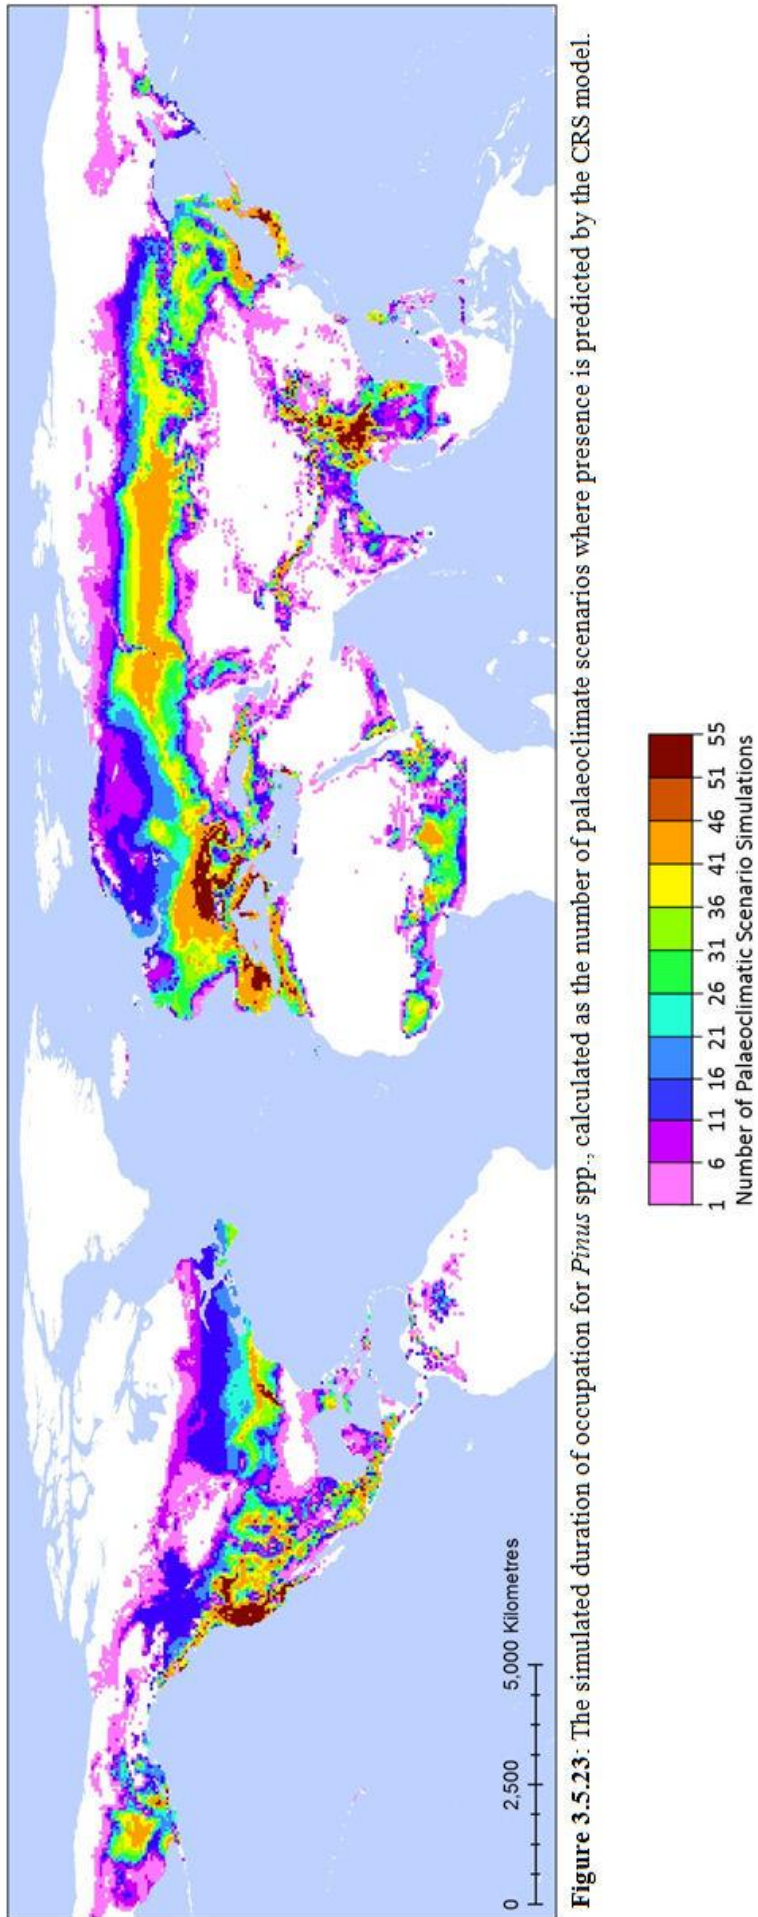 0 2,500 5,000 Kilometres
Figure 3.5.23: The simulated duration of occupation for Pinus spp., calculated as the number of palaeoclimate scenarios where presence is predicted by the CRS model.
1 6 11 16 21 26 31 36 41 46 51 55
Number of Palaeoclimatic Scenario Simulations